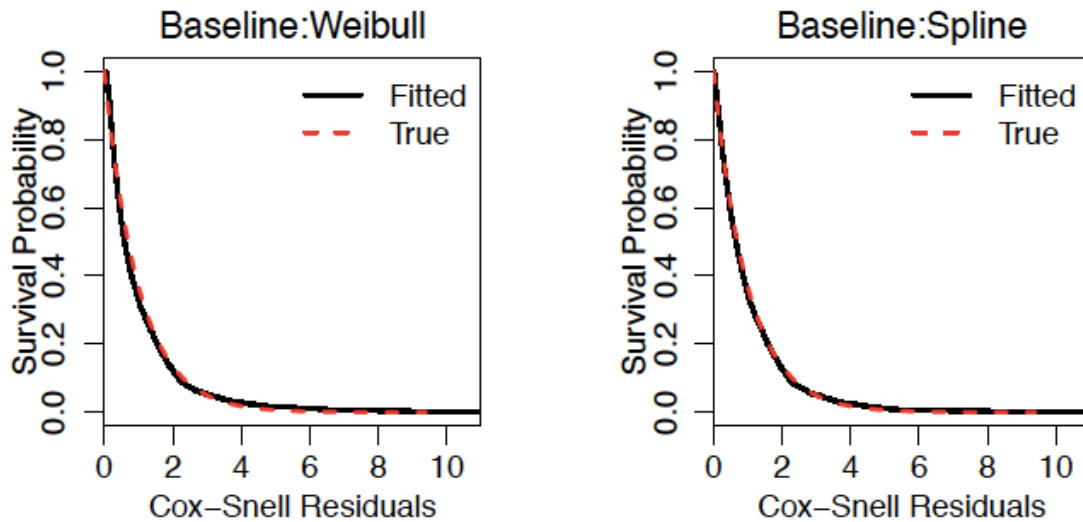 Baseline:Weibull
Survival Probability
1.0
0.8
0.6
0.4
0.2
0.0
Fitted
True
0 2 4 6 8 10
Cox−Snell Residuals
Baseline:Spline
Survival Probability
1.0
0.8
0.6
0.4
0.2
0.0
Fitted
True
0 2 4 6 8 10
Cox−Snell Residuals